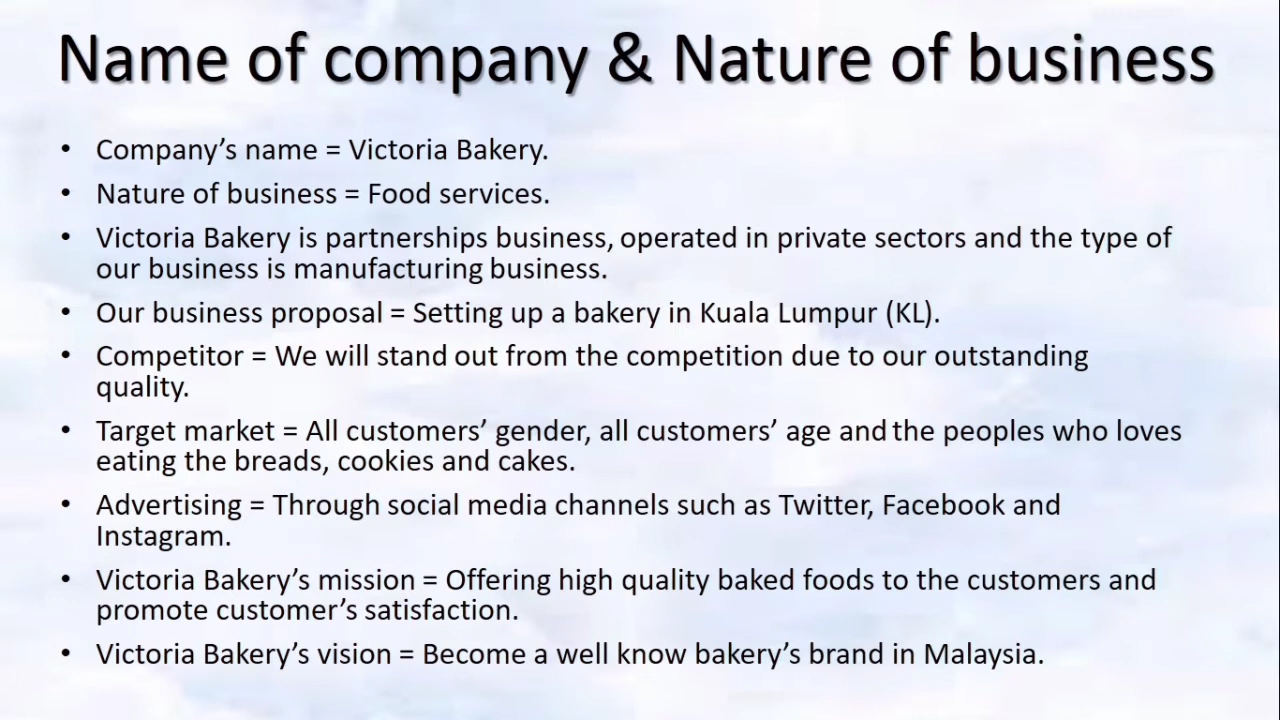 Name of company & Nature of business
• Company’s name = Victoria Bakery.
• Nature of business = Food services.
• Victoria Bakery is partnerships business, operated in private sectors and the type of
our business is manufacturing business.
• Our business proposal = Setting up a bakery in Kuala Lumpur (KL).
• Competitor = We will stand out from the competition due to our outstanding
quality.
• Target market = All customers’ gender, all customers’ age and the peoples who loves
eating the breads, cookies and cakes.
• Advertising = Through social media channels such as Twitter, Facebook and
Instagram.
• Victoria Bakery’s mission = Offering high quality baked foods to the customers and
promote customer’s satisfaction.
• Victoria Bakery’s vision = Become a well know bakery’s brand in Malaysia.